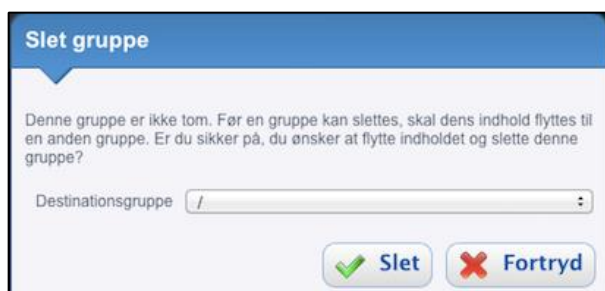 Slet gruppe
Denne gruppe er ikke tom. Før en gruppe kan slettes, skal dens indhold flyttes til
en anden gruppe. Er du sikker på, du ønsker at flytte indholdet og slette denne
gruppe?
Destinationsgruppe /
Slet Fortryd